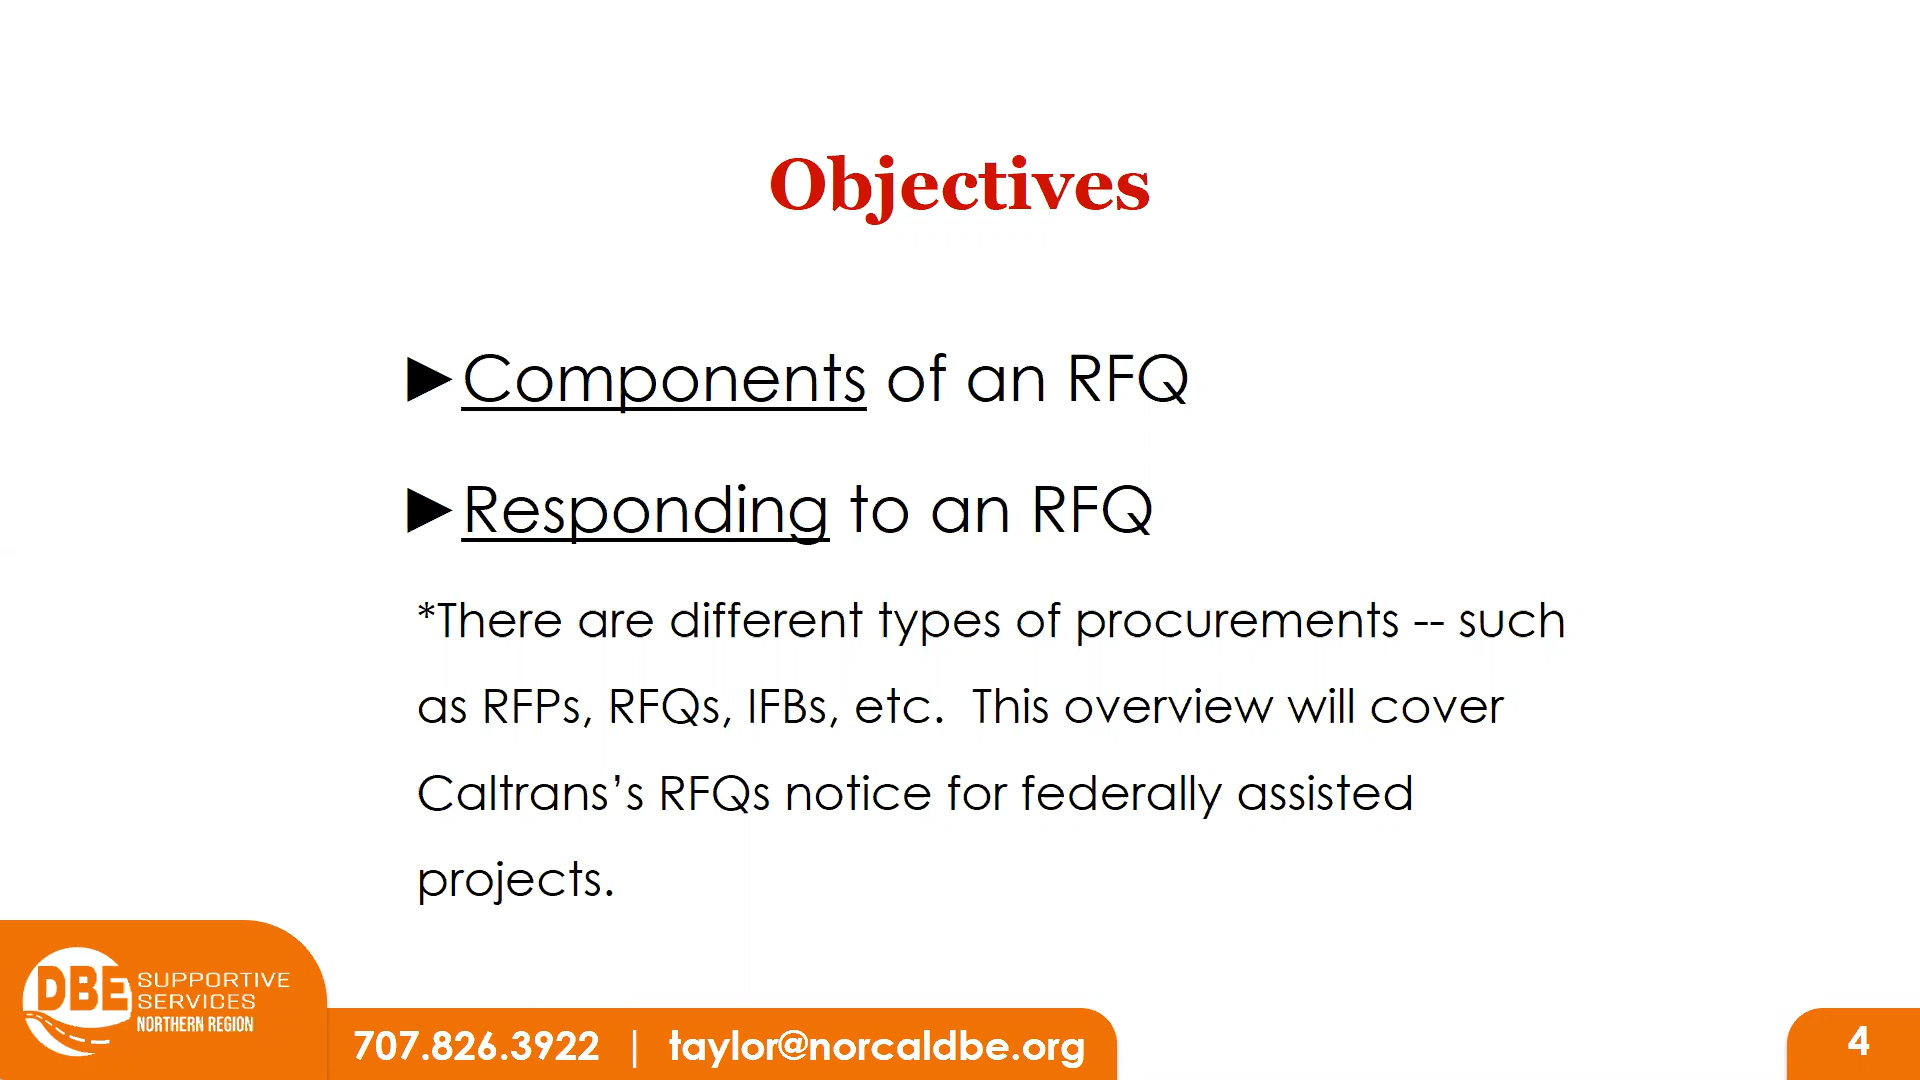 Objectives
►Components of an RFQ
►Responding to an RFQ
*There are different types of procurements -- such
as RFPs, RFQs, IFBs, etc.  This overview will cover
Caltrans’s RFQs notice for federally assisted
projects.
DBE SUPPORTIVE
SERVICES
NORTHERN REGION
707.826.3922 | taylor@norcaldbe.org
4